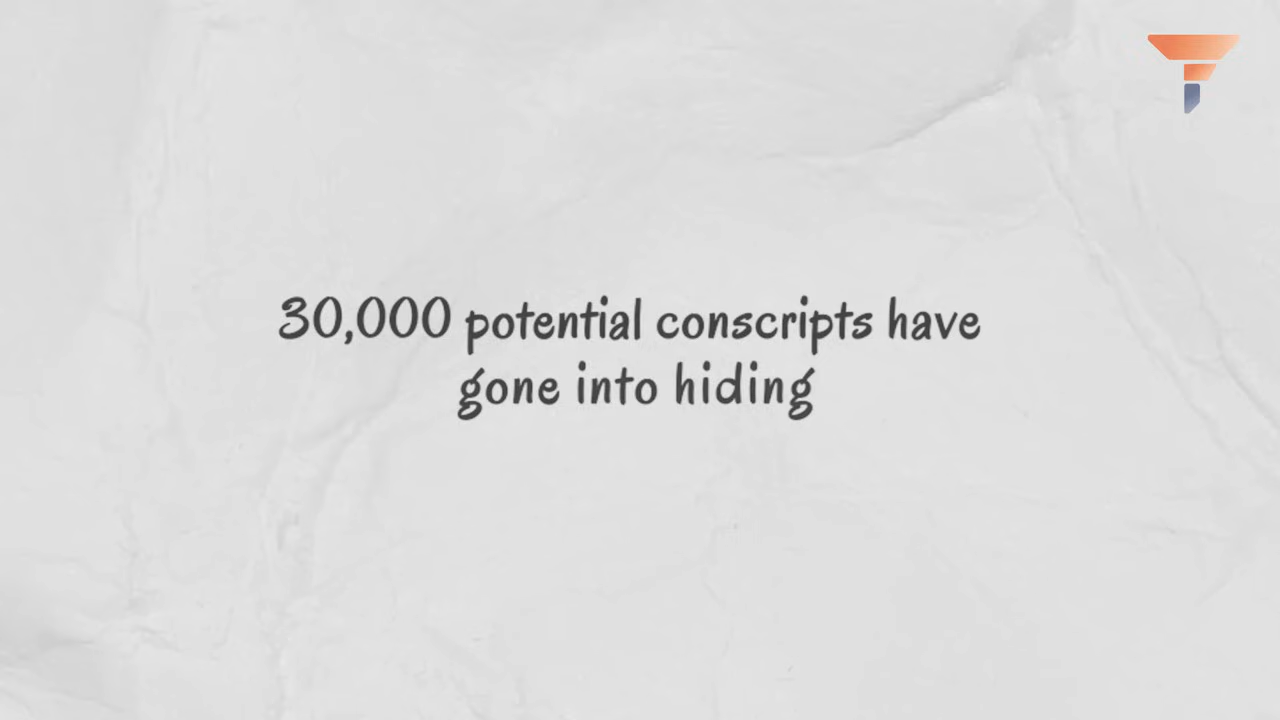 30,000 potential conscripts have
gone into hiding